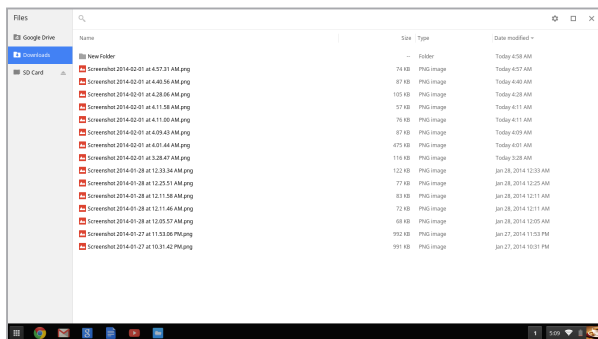 Files
Google Drive
Downloads
SD Card
Name Size Type Date modified
New Folder -- Folder Today 4:58 AM
Screenshot 2014-02-01 at 4.57.31 AM.png 74 KB PNG image Today 4:57 AM
Screenshot 2014-02-01 at 4.40.56 AM.png 87 KB PNG image Today 4:40 AM
Screenshot 2014-02-01 at 4.28.06 AM.png 105 KB PNG image Today 4:28 AM
Screenshot 2014-02-01 at 4.11.58 AM.png 57 KB PNG image Today 4:11 AM
Screenshot 2014-02-01 at 4.11.00 AM.png 76 KB PNG image Today 4:11 AM
Screenshot 2014-02-01 at 4.09.43 AM.png 87 KB PNG image Today 4:09 AM
Screenshot 2014-02-01 at 4.01.44 AM.png 475 KB PNG image Today 4:01 AM
Screenshot 2014-02-01 at 3.28.47 AM.png 116 KB PNG image Today 3:28 AM
Screenshot 2014-01-28 at 12.33.34 AM.png 122 KB PNG image Jan 28, 2014 12:33 AM
Screenshot 2014-01-28 at 12.25.51 AM.png 77 KB PNG image Jan 28, 2014 12:25 AM
Screenshot 2014-01-28 at 12.11.58 AM.png 83 KB PNG image Jan 28, 2014 12:11 AM
Screenshot 2014-01-28 at 12.11.46 AM.png 72 KB PNG image Jan 28, 2014 12:11 AM
Screenshot 2014-01-28 at 12.05.57 AM.png 68 KB PNG image Jan 28, 2014 12:05 AM
Screenshot 2014-01-27 at 11.53.06 PM.png 992 KB PNG image Jan 27, 2014 11:53 PM
Screenshot 2014-01-27 at 10.31.42 PM.png 991 KB PNG image Jan 27, 2014 10:31 PM
8
1 5:09